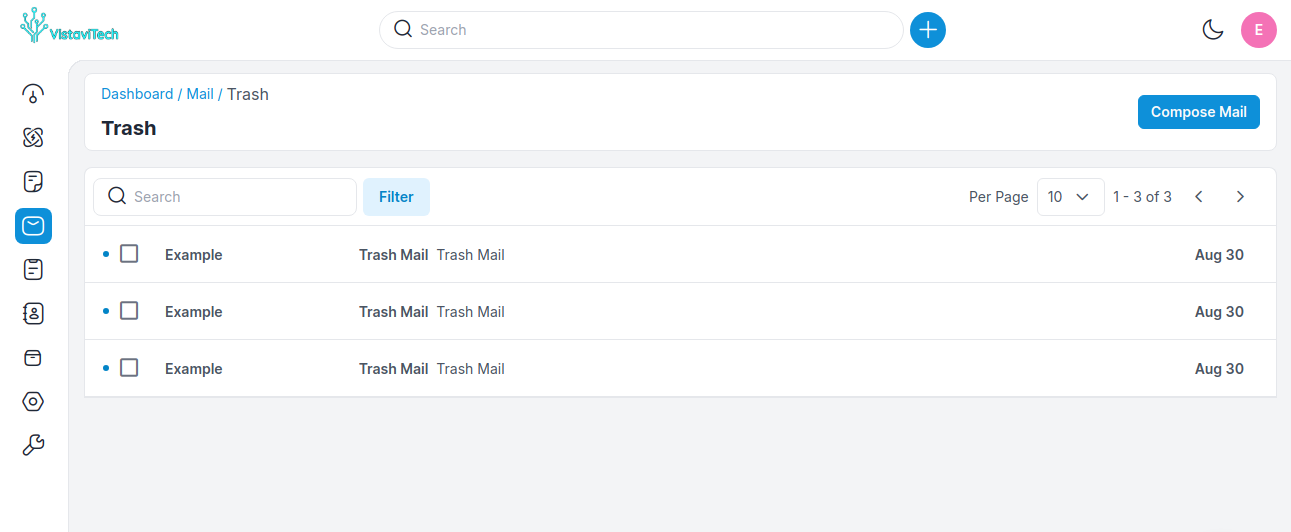 VistaviTech
Search
E
Dashboard / Mail / Trash
Trash
Compose Mail
Search
Filter
Per Page 10 1 - 3 of 3
Example Trash Mail Trash Mail Aug 30
Example Trash Mail Trash Mail Aug 30
Example Trash Mail Trash Mail Aug 30